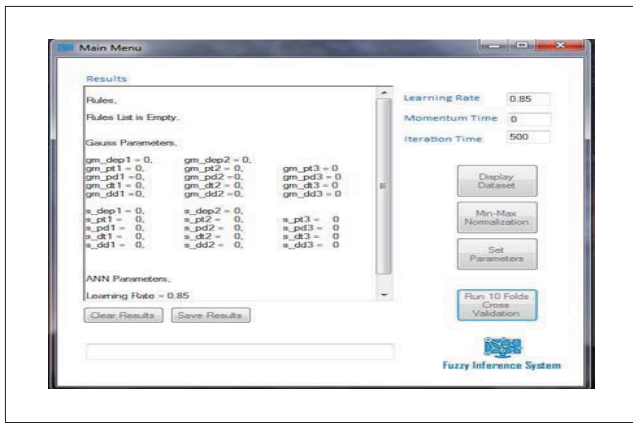 Main Menu
Results
Rules,
Rules List is Empty.
Gauss Parameters,
gm_dep1 = 0, gm_dep2 = 0,
gm_pt1 = 0, gm_pt2 = 0, gm_pt3 = 0
gm_pd1 = 0, gm_pd2 =0, gm_pd3 = 0
gm_dt1 = 0, gm_dt2 = 0, gm_dt3 = 0
gm_dd1 =0, gm_dd2 =0, gm_dd3 = 0
s_dep1 = 0, s_dep2 = 0,
s_pt1 = 0, s_pt2 = 0, s_pt3 = 0
s_pd1 = 0, s_pd2 = 0, s_pd3 = 0
s_dt1 = 0, s_dt2 = 0, s_dt3 = 0
s_dd1 = 0, s_dd2 = 0, s_dd3 = 0
ANN Parameters,
Learning Rate = 0.85
Clear Results Save Results
Learning Rate 0.85
Momentum Time 0
Iteration Time 500
Display
Dataset
Min-Max
Normalization
Set
Parameters
Run 10 Folds
Cross
Validation
Fuzzy Inference System